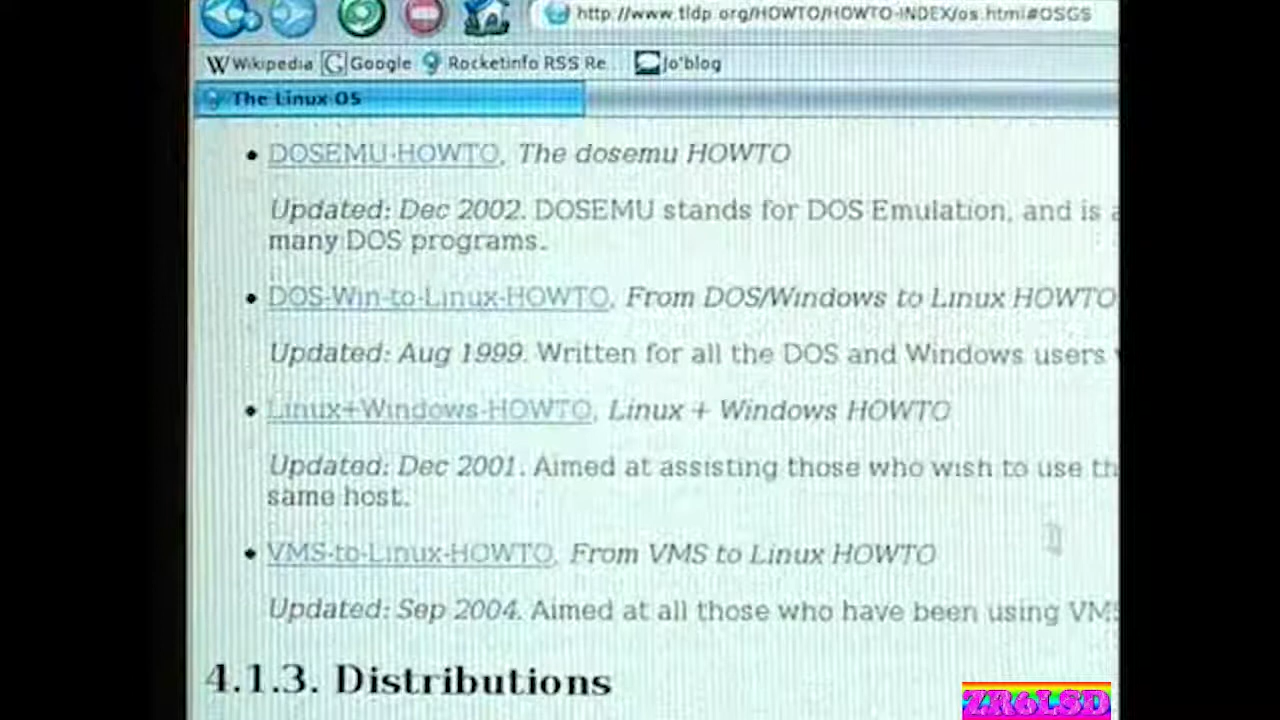 http://www.tldp.org/HOWTO/HOWTO-INDEX/os.html#OSGS
Wikipedia Google Rocketinfo RSS Re Jo'blog
The Linux OS
DOSEMU-HOWTO, The dosemu HOWTO
Updated: Dec 2002. DOSEMU stands for DOS Emulation, and is a
many DOS programs.
DOS-Win-to-Linux-HOWTO, From DOS/Windows to Linux HOWTO
Updated: Aug 1999. Written for all the DOS and Windows users
Linux+Windows-HOWTO, Linux + Windows HOWTO
Updated: Dec 2001. Aimed at assisting those who wish to use th
same host.
VMS-to-Linux-HOWTO, From VMS to Linux HOWTO
Updated: Sep 2004. Aimed at all those who have been using VMS
4.1.3. Distributions
ZR6LSD